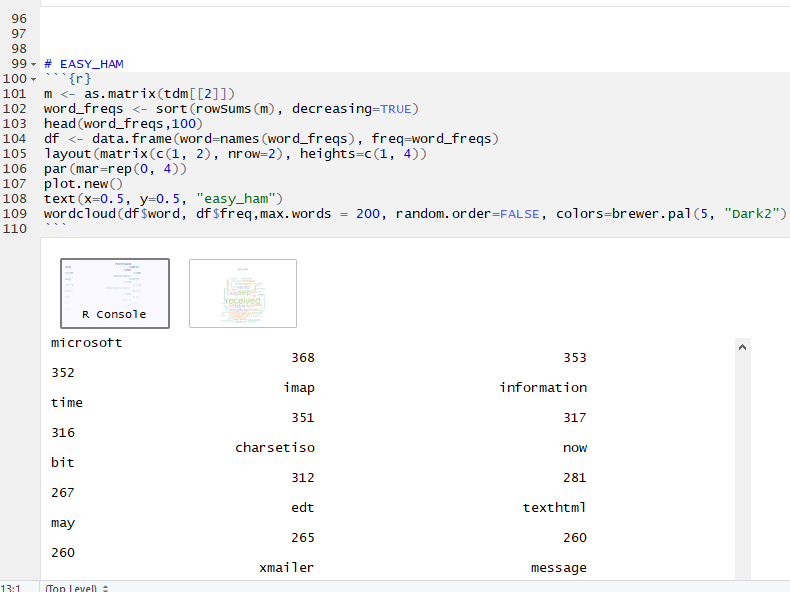 96
97
98
99 # EASY_HAM
100 ```{r}
101 m <- as.matrix(tdm[[2]])
102 word_freqs <- sort(rowSums(m), decreasing=TRUE)
103 head(word_freqs,100)
104 df <- data.frame(word=names(word_freqs), freq=word_freqs)
105 layout(matrix(c(1, 2), nrow=2), heights=c(1, 4))
106 par(mar=rep(0, 4))
107 plot.new()
108 text(x=0.5, y=0.5, "easy_ham")
109 wordcloud(df$word, df$freq,max.words = 200, random.order=FALSE, colors=brewer.pal(5, "Dark2")
110 ```
R Console
sep
received
microsoft
368 353
352
imap information
time
351 317
316
charsetiso now
bit
312 281
267
edt texthtml
may
265 260
260
xmailer message
13:1 (Top Level)